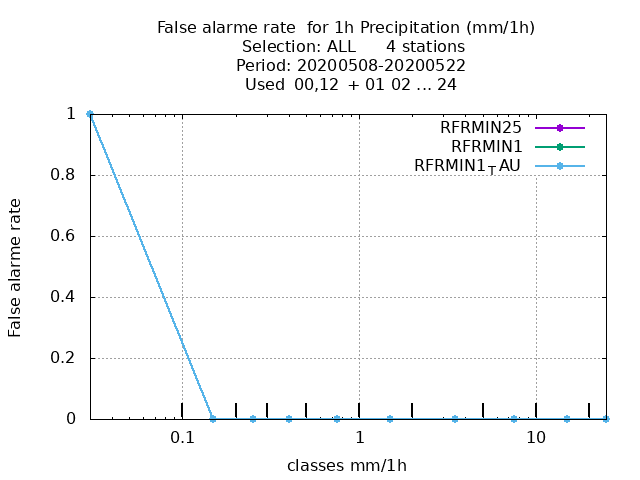 False alarme rate  for 1h Precipitation (mm/1h)
Selection: ALL      4 stations
Period: 20200508-20200522
Used  00,12  + 01 02 ... 24
RFRMIN25
RFRMIN1
RFRMIN1TAU
1
0.8
0.6
0.4
0.2
0
False alarme rate
0.1
1
10
classes mm/1h